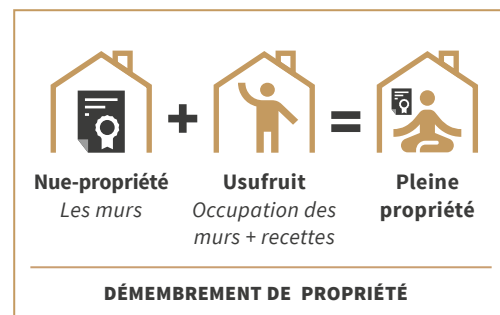 + =
Nue-propriété Usufruit Pleine
Les murs Occupation des propriété
murs + recettes
DÉMEMBREMENT DE PROPRIÉTÉ